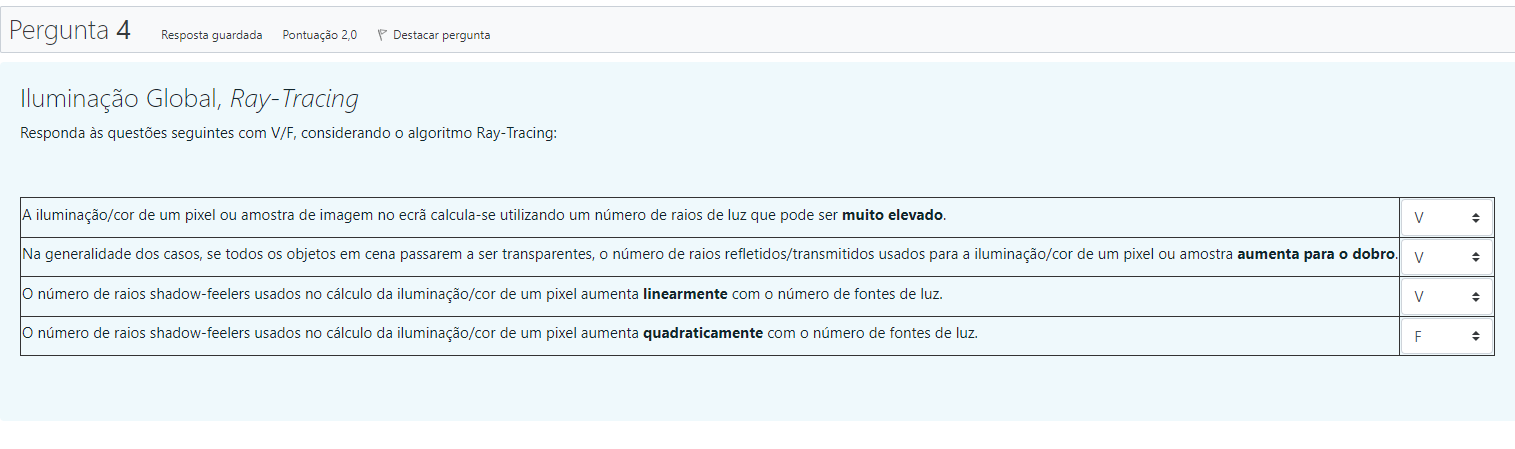 Pergunta 4 Resposta guardada Pontuação 2,0 Destacar pergunta
Iluminação Global, Ray-Tracing
Responda às questões seguintes com V/F, considerando o algoritmo Ray-Tracing:
A iluminação/cor de um pixel ou amostra de imagem no ecrã calcula-se utilizando um número de raios de luz que pode ser muito elevado. V
Na generalidade dos casos, se todos os objetos em cena passarem a ser transparentes, o número de raios refletidos/transmitidos usados para a iluminação/cor de um pixel ou amostra aumenta para o dobro. V
O número de raios shadow-feelers usados no cálculo da iluminação/cor de um pixel aumenta linearmente com o número de fontes de luz. V
O número de raios shadow-feelers usados no cálculo da iluminação/cor de um pixel aumenta quadraticamente com o número de fontes de luz. F